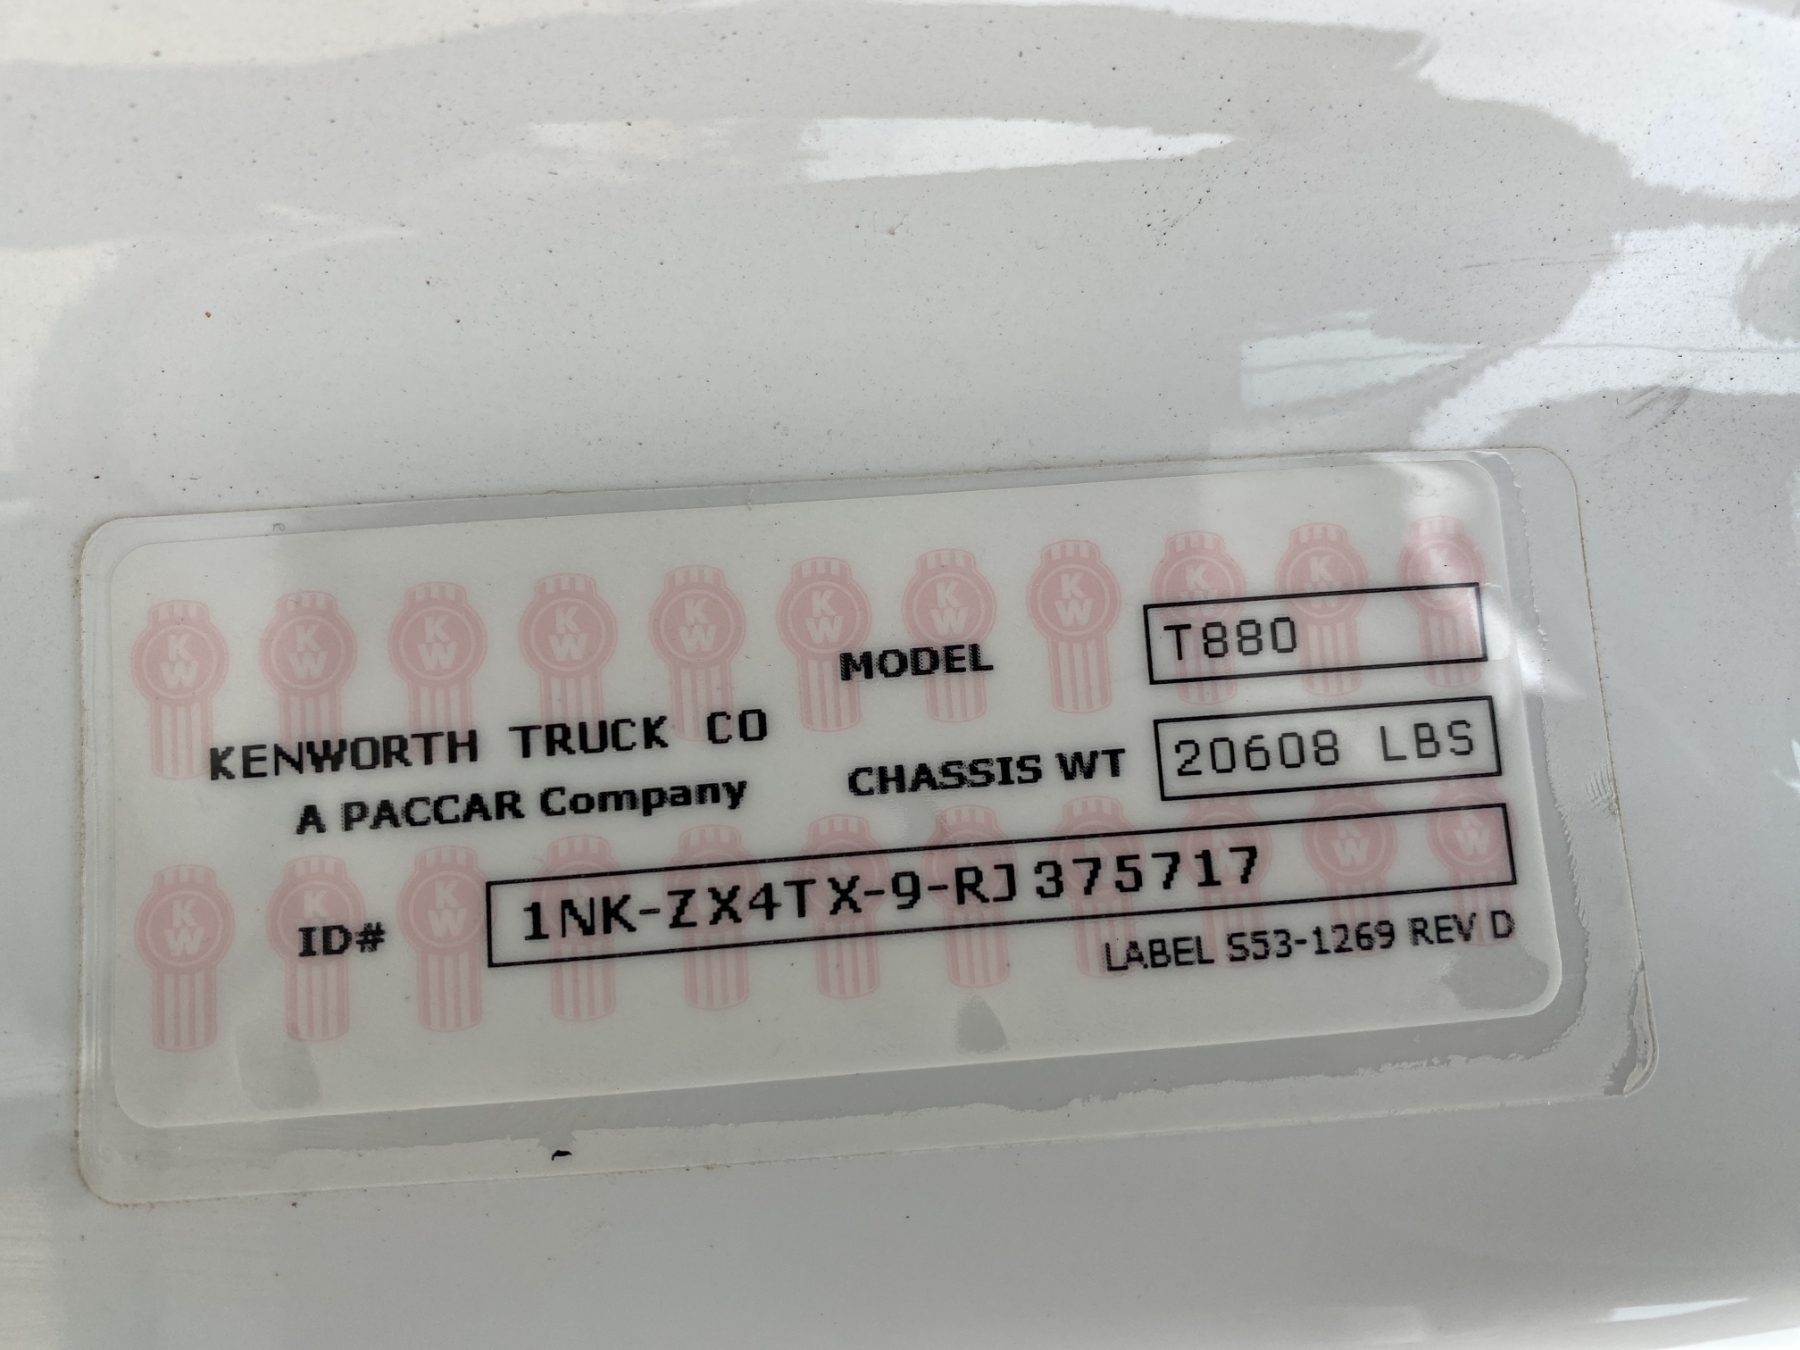 MODEL T880
KENWORTH TRUCK CO
A PACCAR Company
CHASSIS WT 20608 LBS
ID# 1NK-ZX4TX-9-RJ375717
LABEL S53-1269 REV D